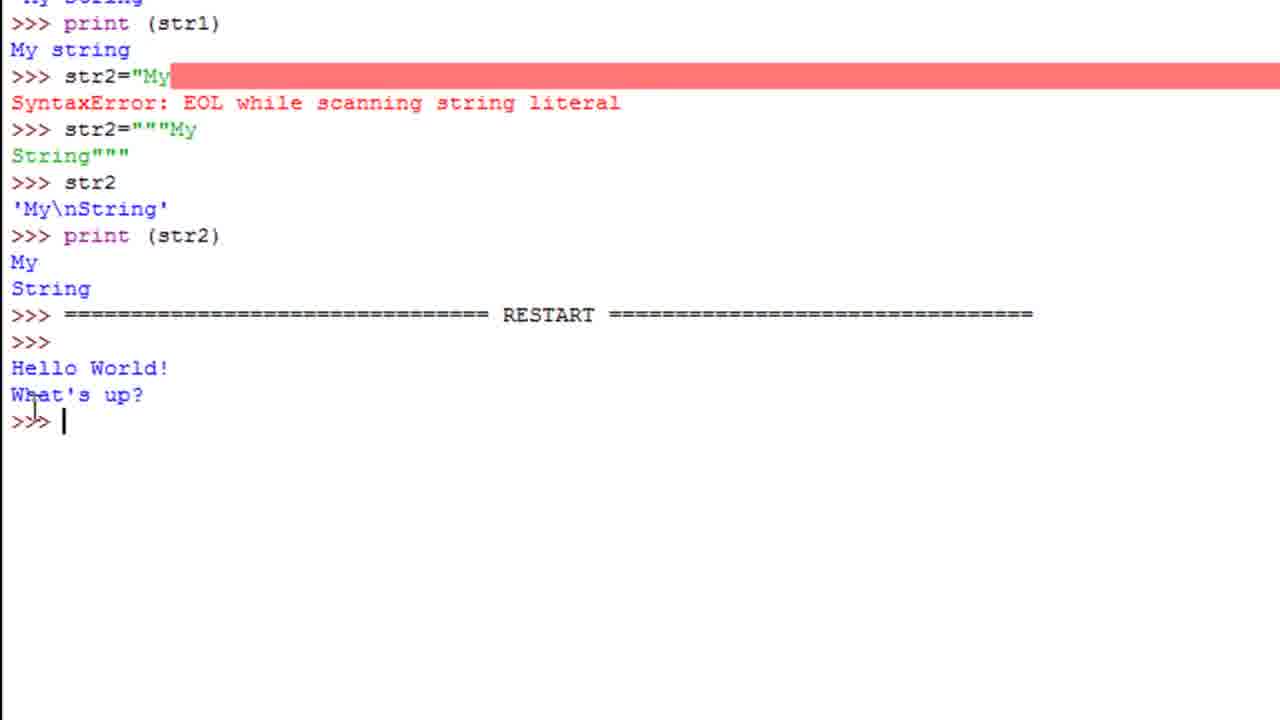 'My String'
>>> print (str1)
My string
>>> str2="My
SyntaxError: EOL while scanning string literal
>>> str2="""My
String"""
>>> str2
'My\nString'
>>> print (str2)
My
String
>>> ================================ RESTART ================================
>>>
Hello World!
What's up?
>>>